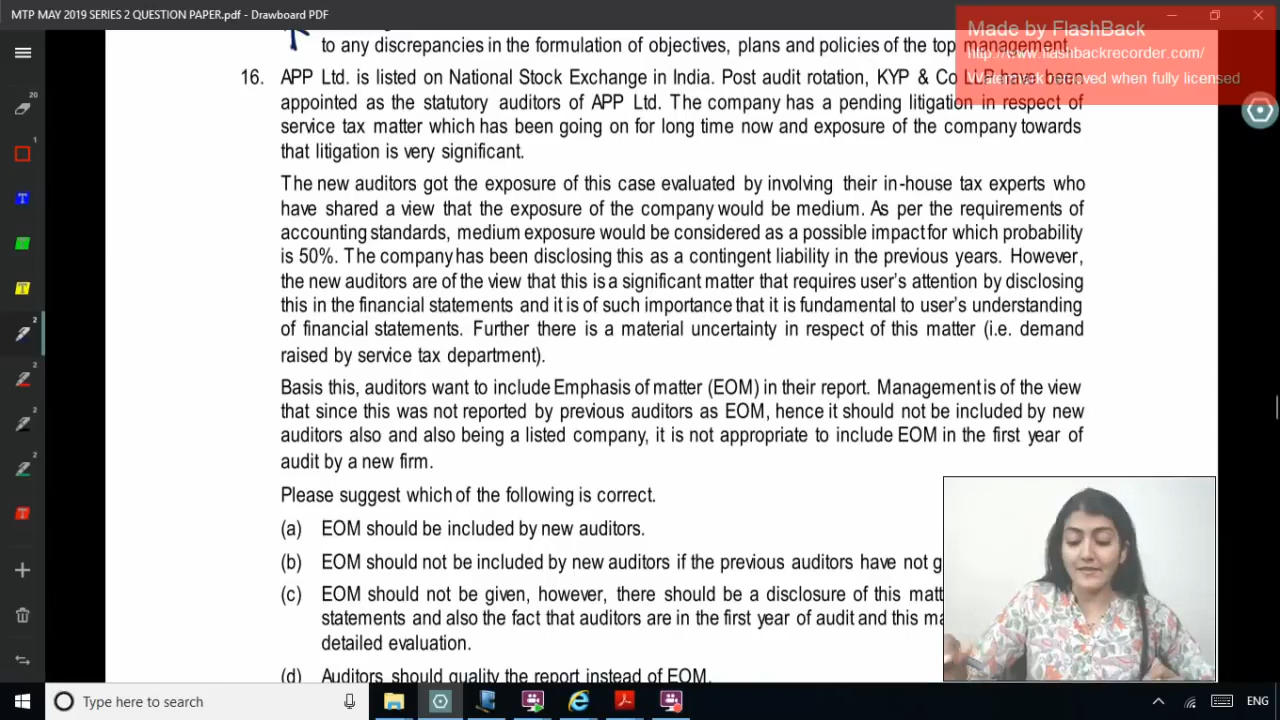 MTP MAY 2019 SERIES 2 QUESTION PAPER.pdf - Drawboard PDF
Made by FlashBack
http://www.flashbackrecorder.com/
Watermark removed when fully licensed
to any discrepancies in the formulation of objectives, plans and policies of the top management.
16. APP Ltd. is listed on National Stock Exchange in India. Post audit rotation, KYP & Co LLP have been
appointed as the statutory auditors of APP Ltd. The company has a pending litigation in respect of
service tax matter which has been going on for long time now and exposure of the company towards
that litigation is very significant.
The new auditors got the exposure of this case evaluated by involving their in-house tax experts who
have shared a view that the exposure of the company would be medium. As per the requirements of
accounting standards, medium exposure would be considered as a possible impact for which probability
is 50%. The company has been disclosing this as a contingent liability in the previous years. However,
the new auditors are of the view that this is a significant matter that requires user's attention by disclosing
this in the financial statements and it is of such importance that it is fundamental to user's understanding
of financial statements. Further there is a material uncertainty in respect of this matter (i.e. demand
raised by service tax department).
Basis this, auditors want to include Emphasis of matter (EOM) in their report. Management is of the view
that since this was not reported by previous auditors as EOM, hence it should not be included by new
auditors also and also being a listed company, it is not appropriate to include EOM in the first year of
audit by a new firm.
Please suggest which of the following is correct.
(a) EOM should be included by new auditors.
(b) EOM should not be included by new auditors if the previous auditors have not g
(c) EOM should not be given, however, there should be a disclosure of this matt
statements and also the fact that auditors are in the first year of audit and this ma
detailed evaluation.
(d) Auditors should qualify the report instead of EOM.
Type here to search
ENG